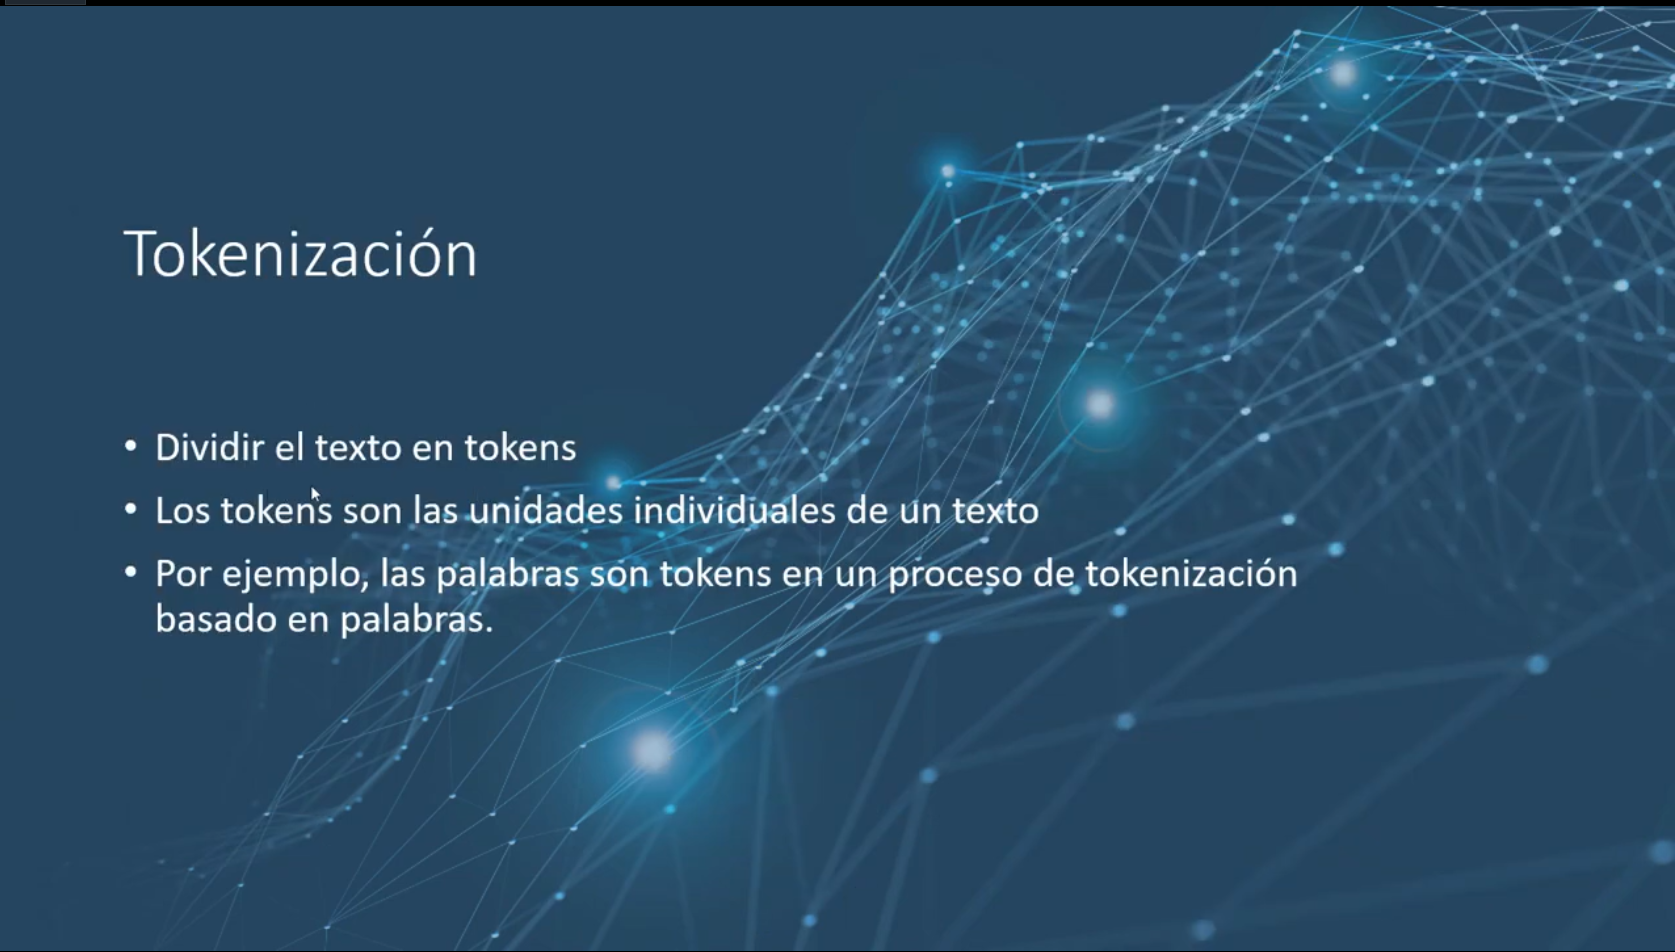 Tokenización
• Dividir el texto en tokens
• Los tokens son las unidades individuales de un texto
• Por ejemplo, las palabras son tokens en un proceso de tokenización
basado en palabras.